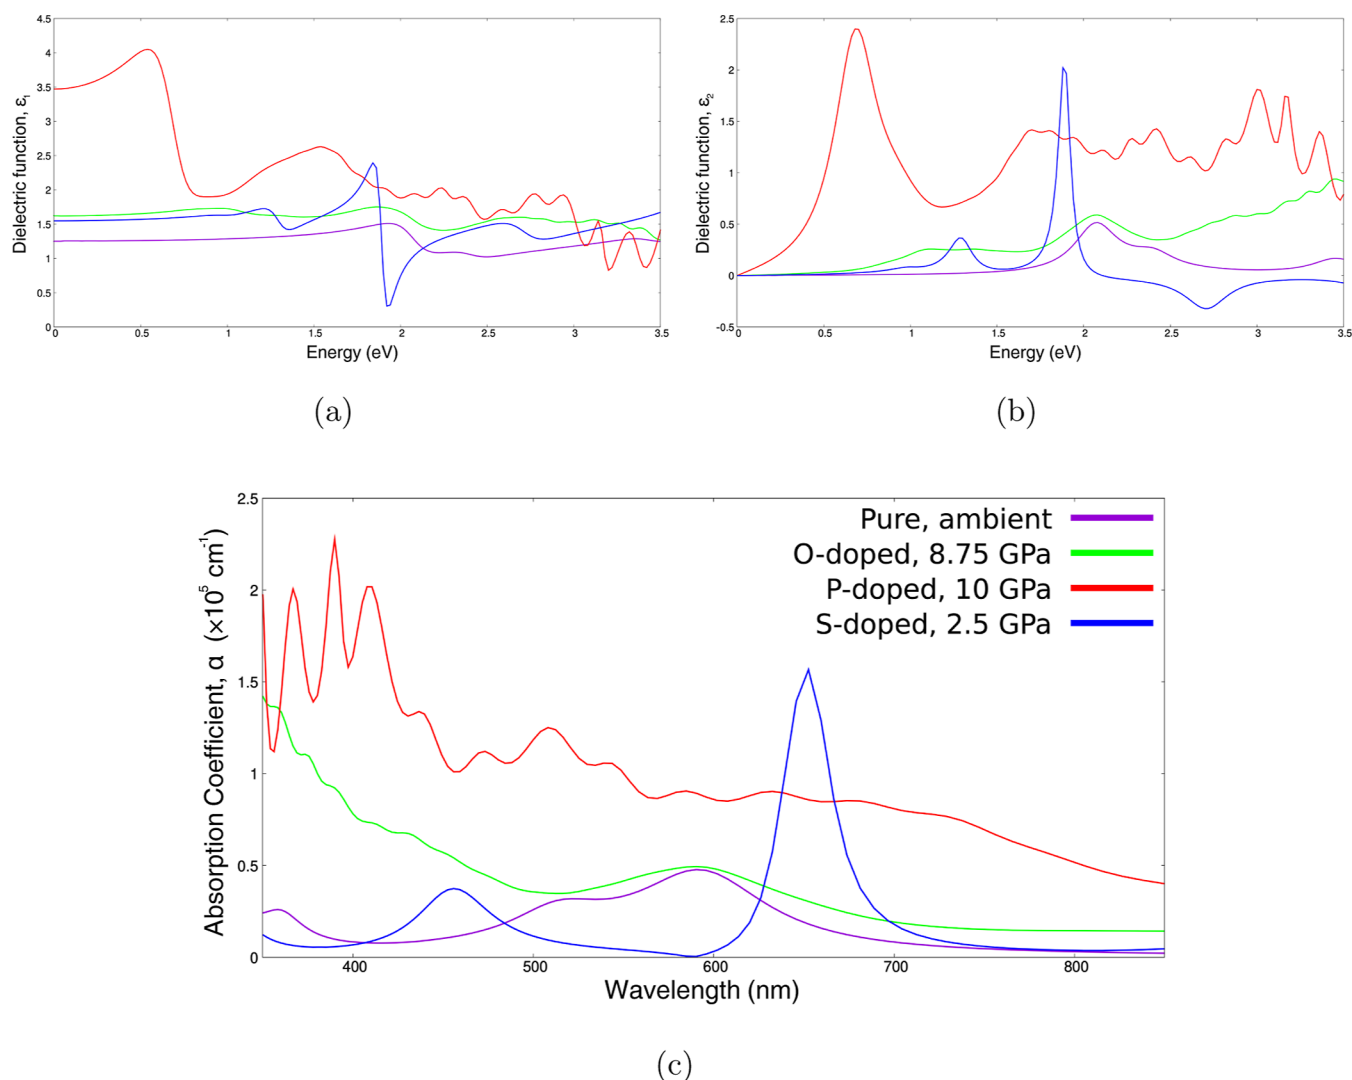 4.5
4
3.5
3
2.5
2
1.5
1
0.5
0
Dielectric function, ε₁
0 0.5 1 1.5 2 2.5 3 3.5
Energy (eV)
(a)
2.5
2
1.5
1
0.5
0
-0.5
Dielectric function, ε₂
0 0.5 1 1.5 2 2.5 3 3.5
Energy (eV)
(b)
2.5
2
1.5
1
0.5
0
Absorption Coefficient, α (×10⁵ cm⁻¹)
Pure, ambient
O-doped, 8.75 GPa
P-doped, 10 GPa
S-doped, 2.5 GPa
400 500 600 700 800
Wavelength (nm)
(c)